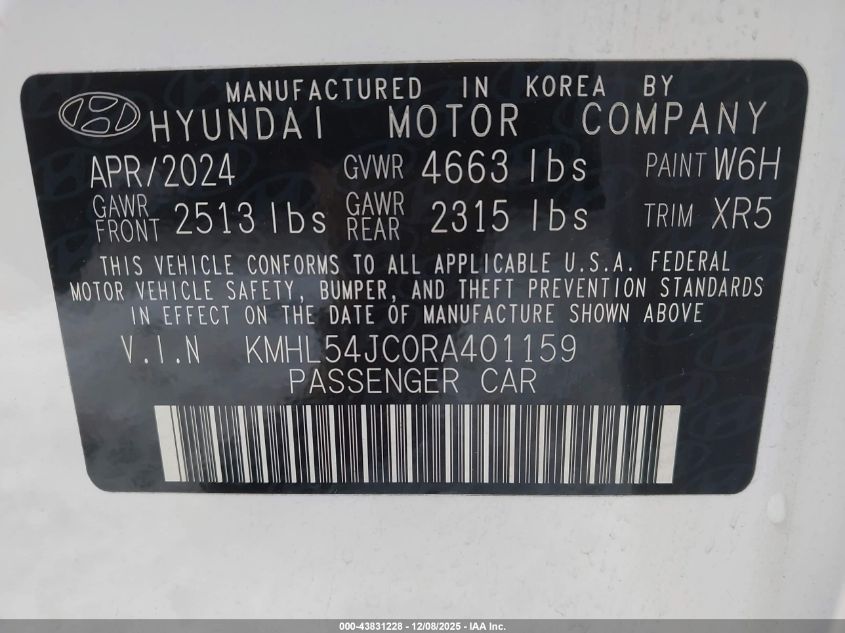 MANUFACTURED IN KOREA BY
HYUNDAI MOTOR COMPANY
APR/2024 GVWR 4663 lbs PAINT W6H
GAWR FRONT 2513 lbs GAWR REAR 2315 lbs TRIM XR5
THIS VEHICLE CONFORMS TO ALL APPLICABLE U.S.A. FEDERAL
MOTOR VEHICLE SAFETY, BUMPER, AND THEFT PREVENTION STANDARDS
IN EFFECT ON THE DATE OF MANUFACTURE SHOWN ABOVE
V.I.N KMHL54JC0RA401159
PASSENGER CAR
000-43831228 - 12/08/2025 - IAA Inc.